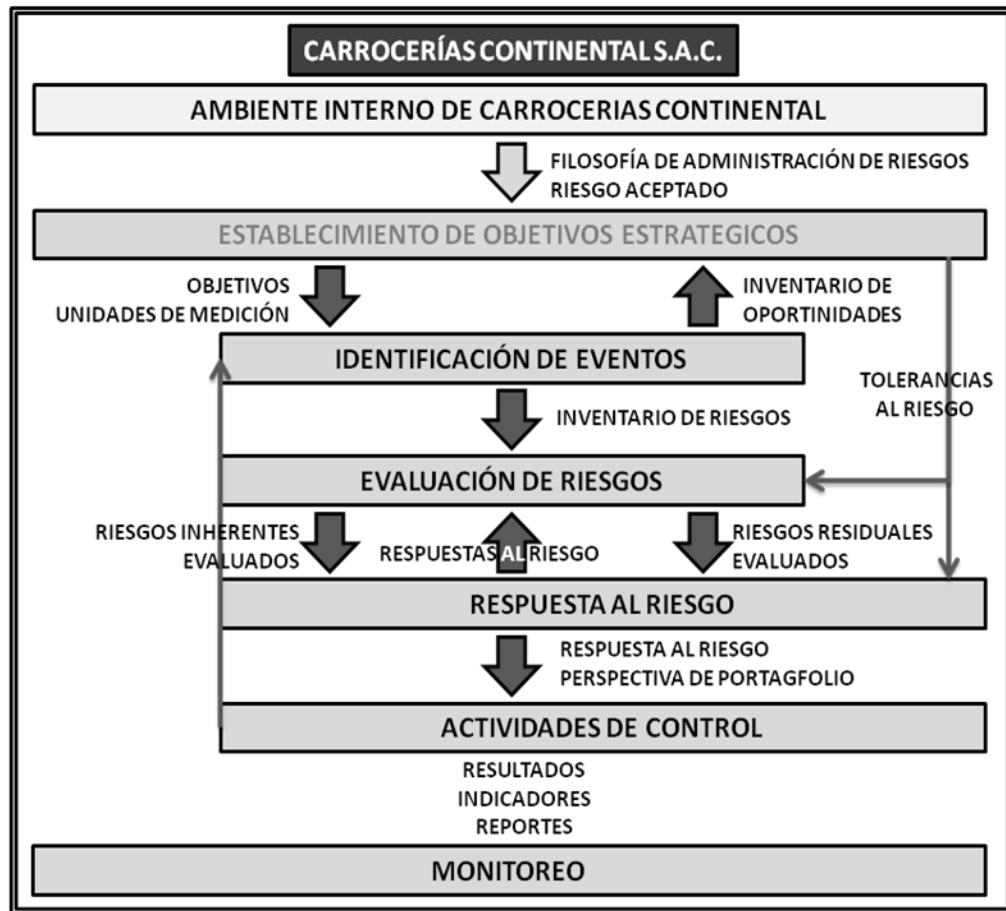 CARROCERÍAS CONTINENTAL S.A.C.
AMBIENTE INTERNO DE CARROCERIAS CONTINENTAL
FILOSOFÍA DE ADMINISTRACIÓN DE RIESGOS
RIESGO ACEPTADO
ESTABLECIMIENTO DE OBJETIVOS ESTRATEGICOS
OBJETIVOS
UNIDADES DE MEDICIÓN
INVENTARIO DE
OPORTINIDADES
IDENTIFICACIÓN DE EVENTOS
TOLERANCIAS
AL RIESGO
INVENTARIO DE RIESGOS
EVALUACIÓN DE RIESGOS
RIESGOS INHERENTES
EVALUADOS
RESPUESTAS AL RIESGO
RIESGOS RESIDUALES
EVALUADOS
RESPUESTA AL RIESGO
RESPUESTA AL RIESGO
PERSPECTIVA DE PORTAGFOLIO
ACTIVIDADES DE CONTROL
RESULTADOS
INDICADORES
REPORTES
MONITOREO